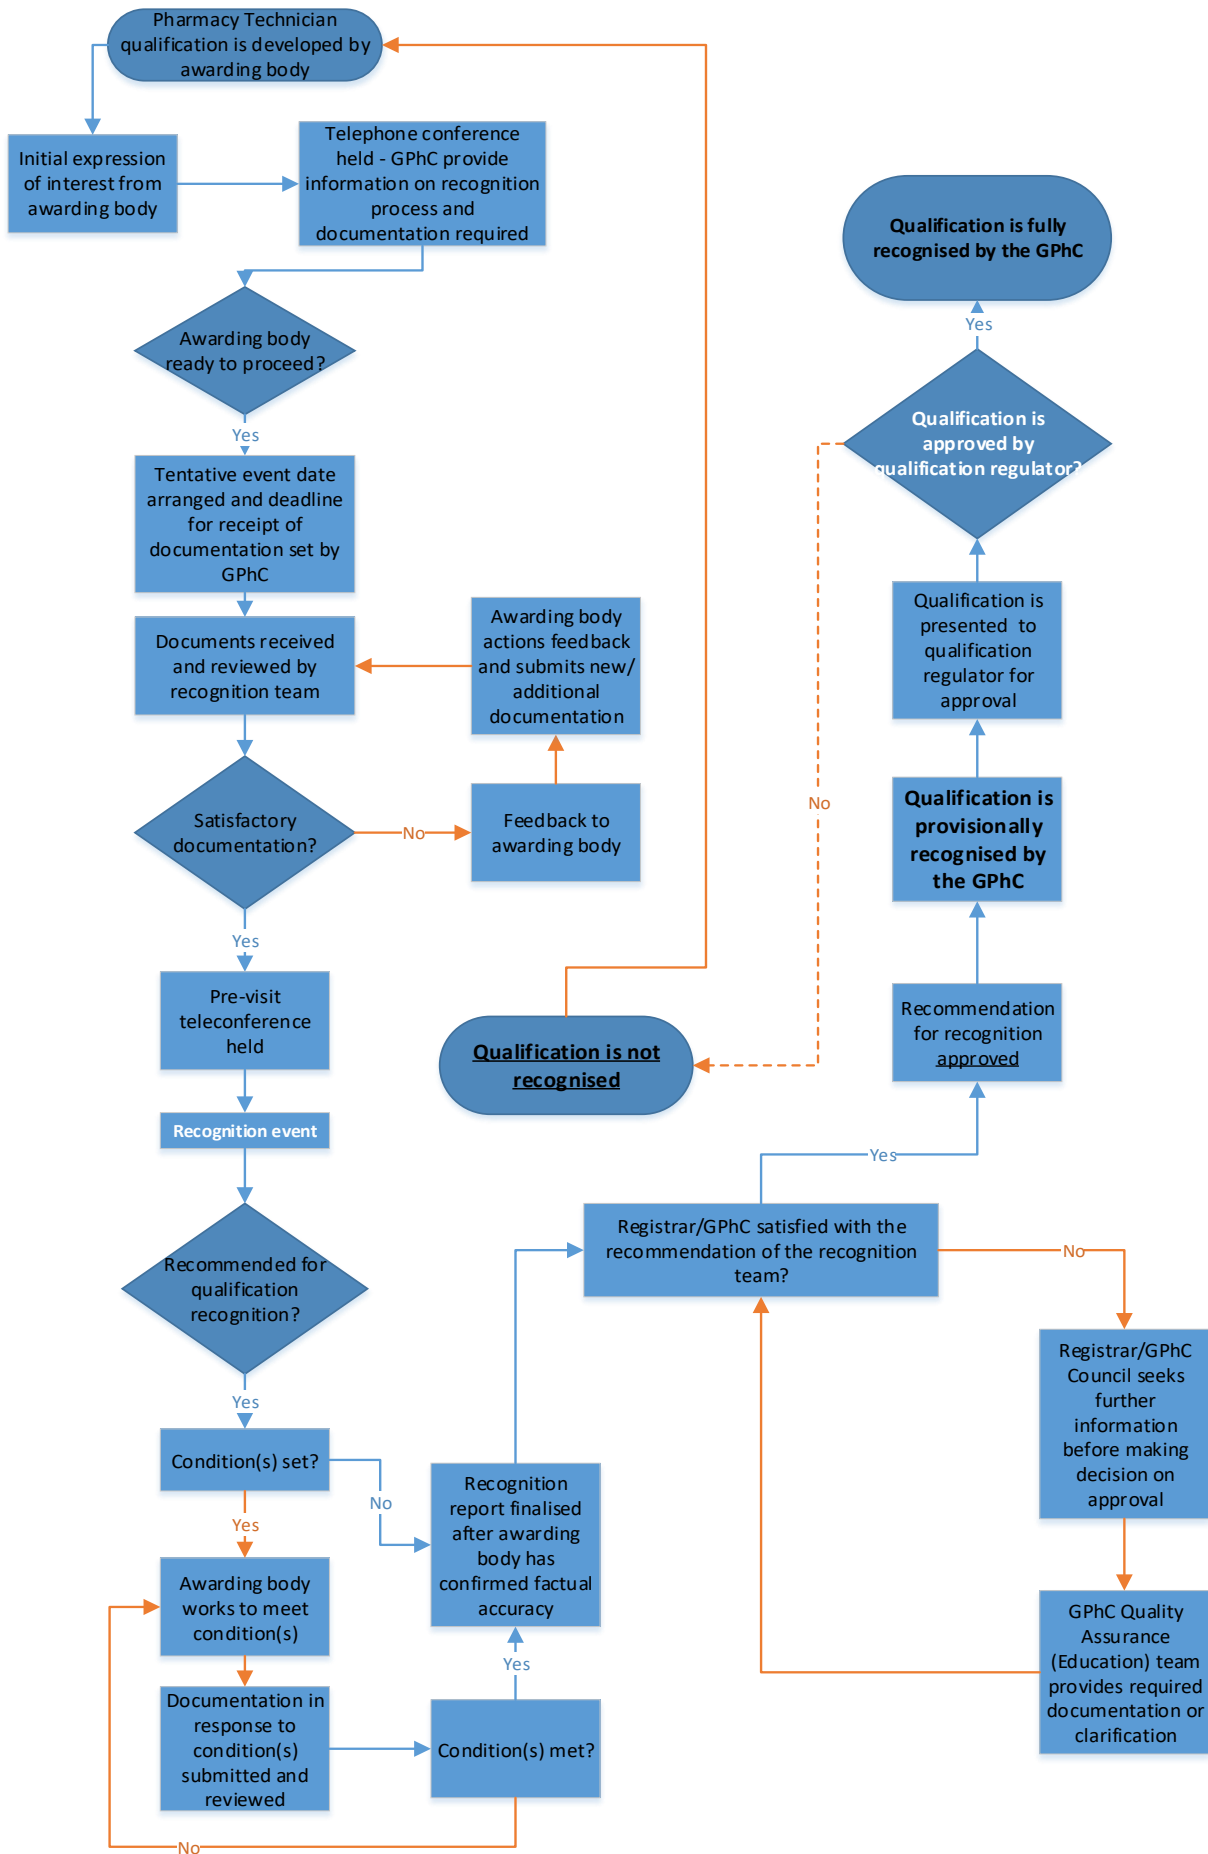 Pharmacy Technician
qualification is developed by
awarding body
Initial expression
of interest from
awarding body
Telephone conference
held - GPhC provide
information on recognition
process and
documentation required
Awarding body
ready to proceed?
Yes
Tentative event date
arranged and deadline
for receipt of
documentation set by
GPhC
Documents received
and reviewed by
recognition team
Awarding body
actions feedback
and submits new/
additional
documentation
Satisfactory
documentation?
No
Feedback to
awarding body
Yes
Pre-visit
teleconference
held
Recognition event
Recommended for
qualification
recognition?
Yes
Condition(s) set?
No
Yes
Awarding body
works to meet
condition(s)
Documentation in
response to
condition(s)
submitted and
reviewed
Condition(s) met?
No
Yes
Recognition
report finalised
after awarding
body has
confirmed factual
accuracy
Registrar/GPhC satisfied with the
recommendation of the recognition
team?
No
Registrar/GPhC
Council seeks
further
information
before making
decision on
approval
GPhC Quality
Assurance
(Education) team
provides required
documentation or
clarification
Yes
Recommendation
for recognition
approved
Qualification is
provisionally
recognised by
the GPhC
Qualification is
presented to
qualification
regulator for
approval
Qualification is
approved by
qualification regulator?
No
Qualification is not
recognised
Yes
Qualification is fully
recognised by the GPhC